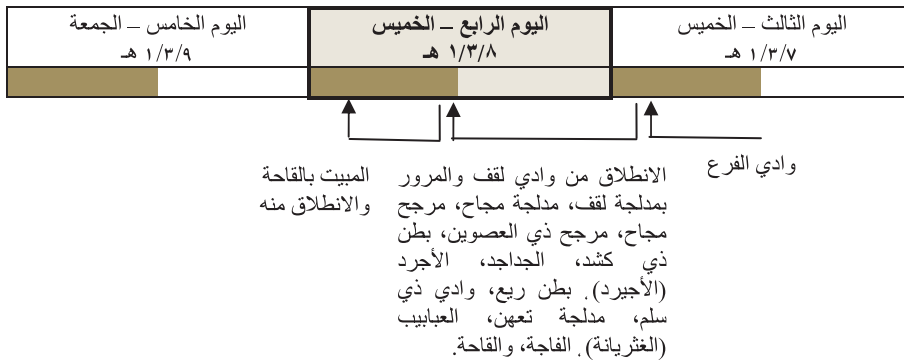 اليوم الثالث – الخميس
١/٣/٧ هـ
اليوم الرابع – الخميس
١/٣/٨ هـ
اليوم الخامس – الجمعة
١/٣/٩ هـ
وادي الفرع
الانطلاق من وادي لقف والمرور
بمدلجة لقف، مدلجة مجاح، مرجح
مجاح، مرجح ذي العصوين، بطن
ذي كشد، الجداجد، الأجرد
(الأجيرد). بطن ريع، وادي ذي
سلم، مدلجة تعهن، العبابيب
(الغثريانة). الفاجة، والقاحة.
المبيت بالقاحة
والانطلاق منه